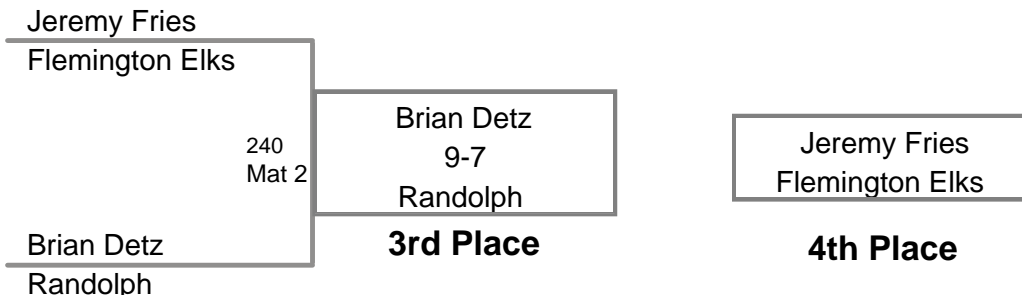 Jeremy Fries
Flemington Elks
240
Mat 2
Brian Detz
Randolph
Brian Detz
9-7
Randolph
3rd Place
Jeremy Fries
Flemington Elks
4th Place